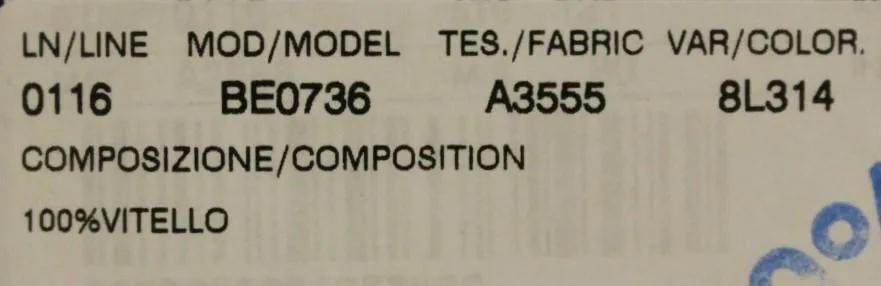 LN/LINE MOD/MODEL TES./FABRIC VAR/COLOR.
0116 BE0736 A3555 8L314
COMPOSIZIONE/COMPOSITION
100%VITELLO